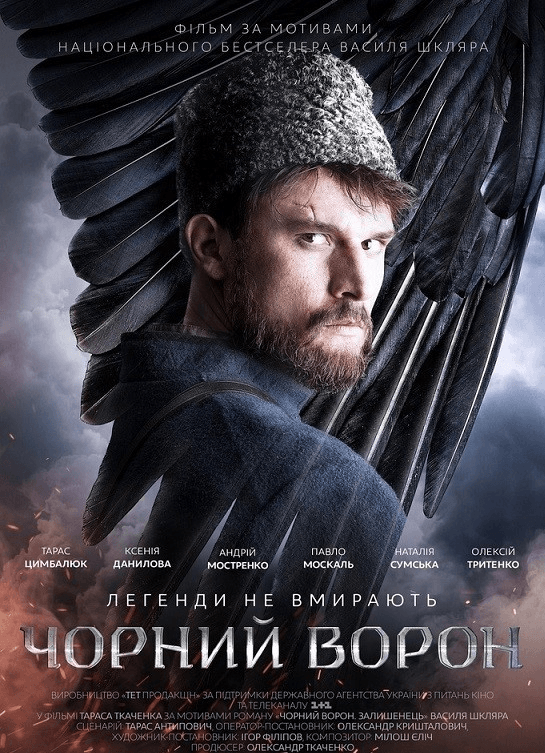 ФІЛЬМ ЗА МОТИВАМИ
НАЦІОНАЛЬНОГО БЕСТСЕЛЕРА ВАСИЛЯ ШКЛЯРА
ТАРАС ЦИМБАЛЮК
КСЕНІЯ ДАНИЛОВА
АНДРІЙ МОСТРЕНКО
ПАВЛО МОСКАЛЬ
НАТАЛІЯ СУМСЬКА
ОЛЕКСІЙ ТРИТЕНКО
ЛЕГЕНДИ НЕ ВМИРАЮТЬ
ЧОРНИЙ ВОРОН
ВИРОБНИЦТВО «ТЕТ ПРОДАКШН» ЗА ПІДТРИМКИ ДЕРЖАВНОГО АГЕНТСТВА УКРАЇНИ З ПИТАНЬ КІНО
ТА ТЕЛЕКАНАЛУ 1+1
У ФІЛЬМІ ТАРАСА ТКАЧЕНКА ЗА МОТИВАМИ РОМАНУ «ЧОРНИЙ ВОРОН. ЗАЛИШЕНЕЦЬ» ВАСИЛЯ ШКЛЯРА
СЦЕНАРІЙ: ТАРАС АНТИПОВИЧ, ОПЕРАТОР-ПОСТАНОВНИК: ОЛЕКСАНДР КРИШТАЛОВИЧ,
ХУДОЖНИК-ПОСТАНОВНИК: ІГОР ФІЛІПОВ, КОМПОЗИТОР: МІЛОШ ЄЛІЧ
ПРОДЮСЕР: ОЛЕКСАНДР ТКАЧЕНКО